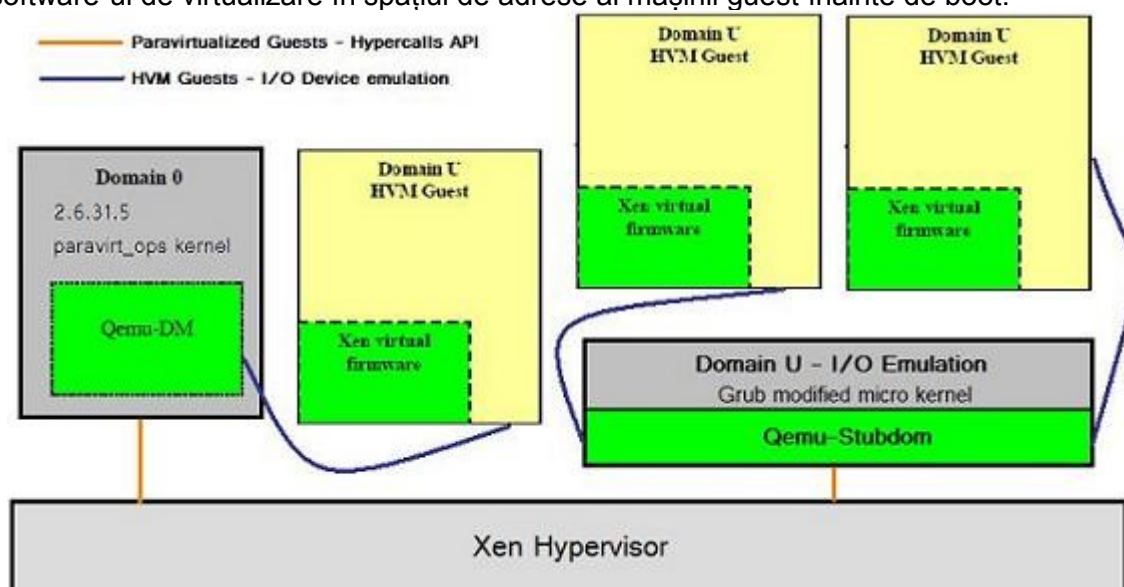 software-ul de virtualizare în spațiul de adrese al mașinii guest înainte de boot.
Paravirtualized Guests - Hypercalls API
HVM Guests - I/O Device emulation
Domain U
HVM Guest
Domain U
HVM Guest
Domain 0
2.6.31.5
paravirt_ops kernel
Qemu-DM
Domain U
HVM Guest
Xen virtual
firmware
Xen virtual
firmware
Xen virtual
firmware
Domain U - I/O Emulation
Grub modified micro kernel
Qemu-Stubdom
Xen Hypervisor